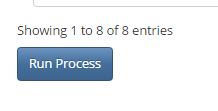 Showing 1 to 8 of 8 entries
Run Process